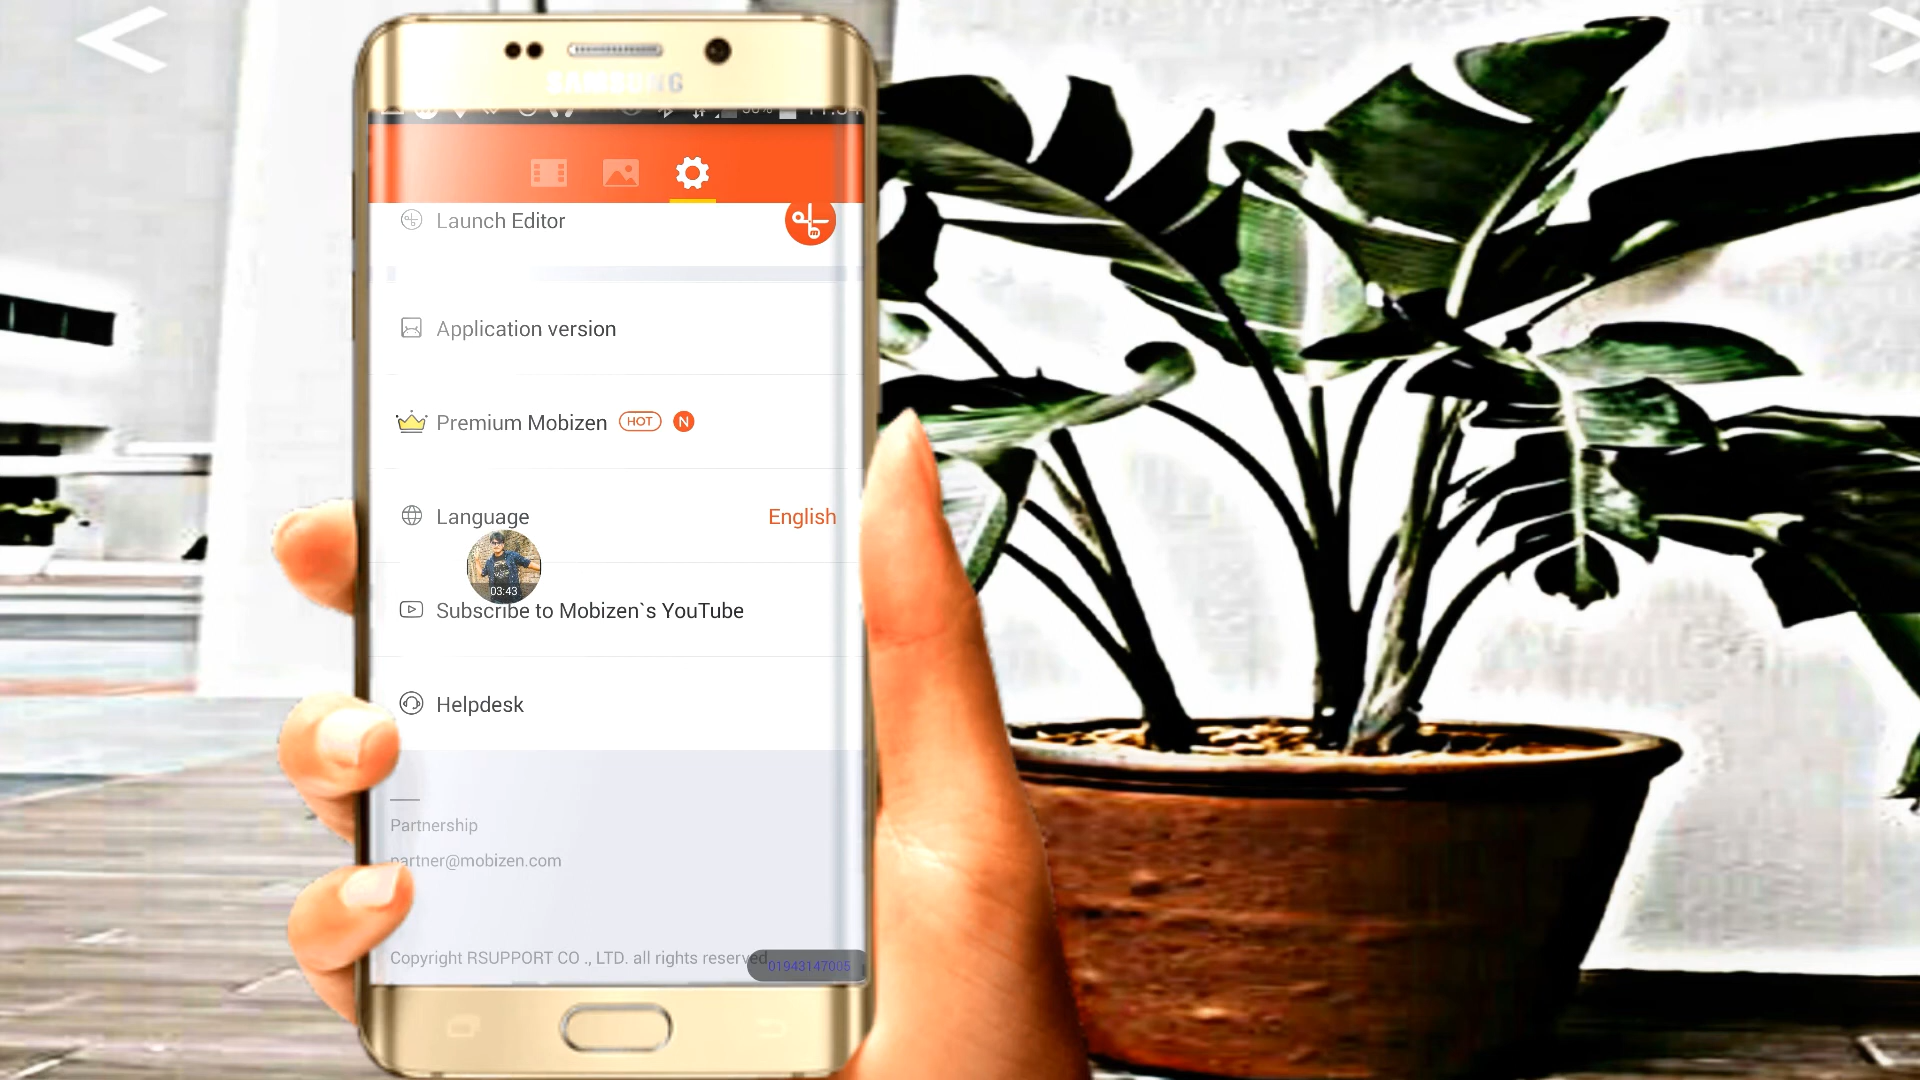 SAMSUNG
Launch Editor
Application version
Premium Mobizen HOT N
Language English
03:43
Subscribe to Mobizen`s YouTube
Helpdesk
Partnership
partner@mobizen.com
Copyright RSUPPORT CO ., LTD. all rights reserved
01943147005